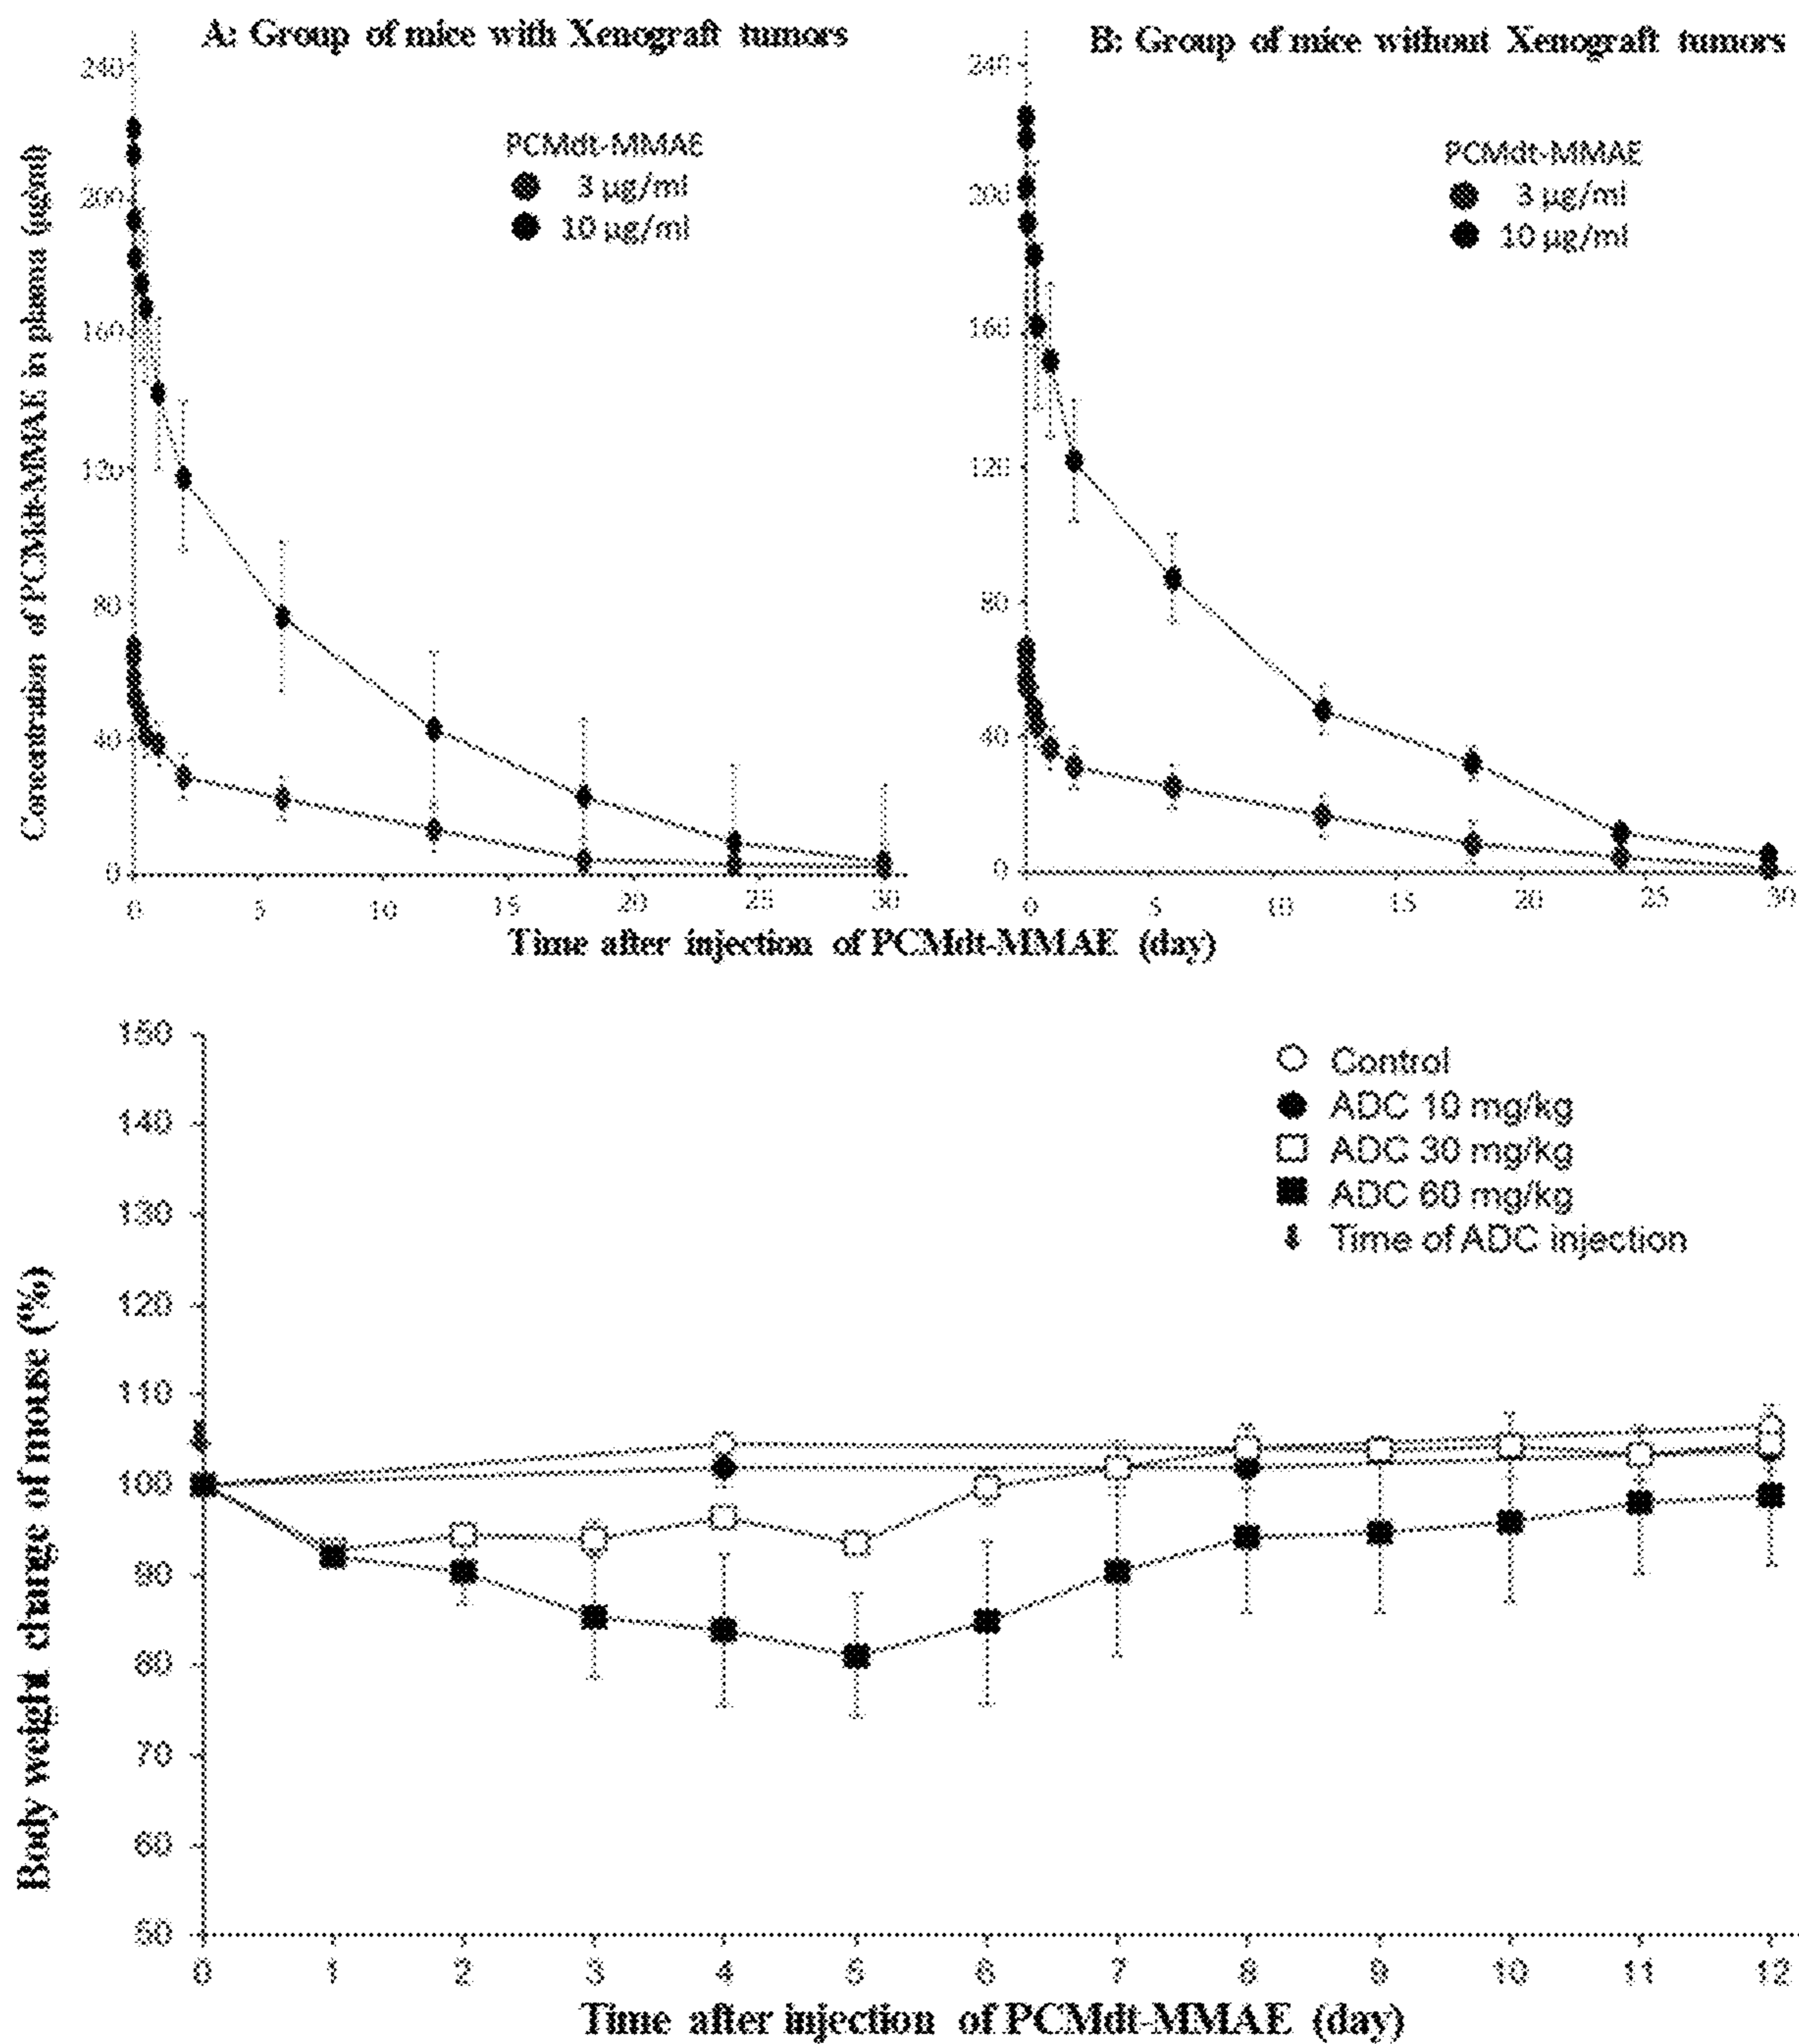 A: Group of mice with Xenograft tumors
B: Group of mice without Xenograft tumors
Concentration of PCMdt-MMAE in plasma (µg/ml)
240
200
160
120
80
40
0
PCMdt-MMAE
3 µg/ml
10 µg/ml
0 5 10 15 20 25 30
240
200
160
120
80
40
0
PCMdt-MMAE
3 µg/ml
10 µg/ml
0 5 10 15 20 25 30
Time after injection of PCMdt-MMAE (day)
Body weight change of mouse (%)
150
140
130
120
110
100
90
80
70
60
50
Control
ADC 10 mg/kg
ADC 30 mg/kg
ADC 60 mg/kg
Time of ADC injection
0 1 2 3 4 5 6 7 8 9 10 11 12
Time after injection of PCMdt-MMAE (day)